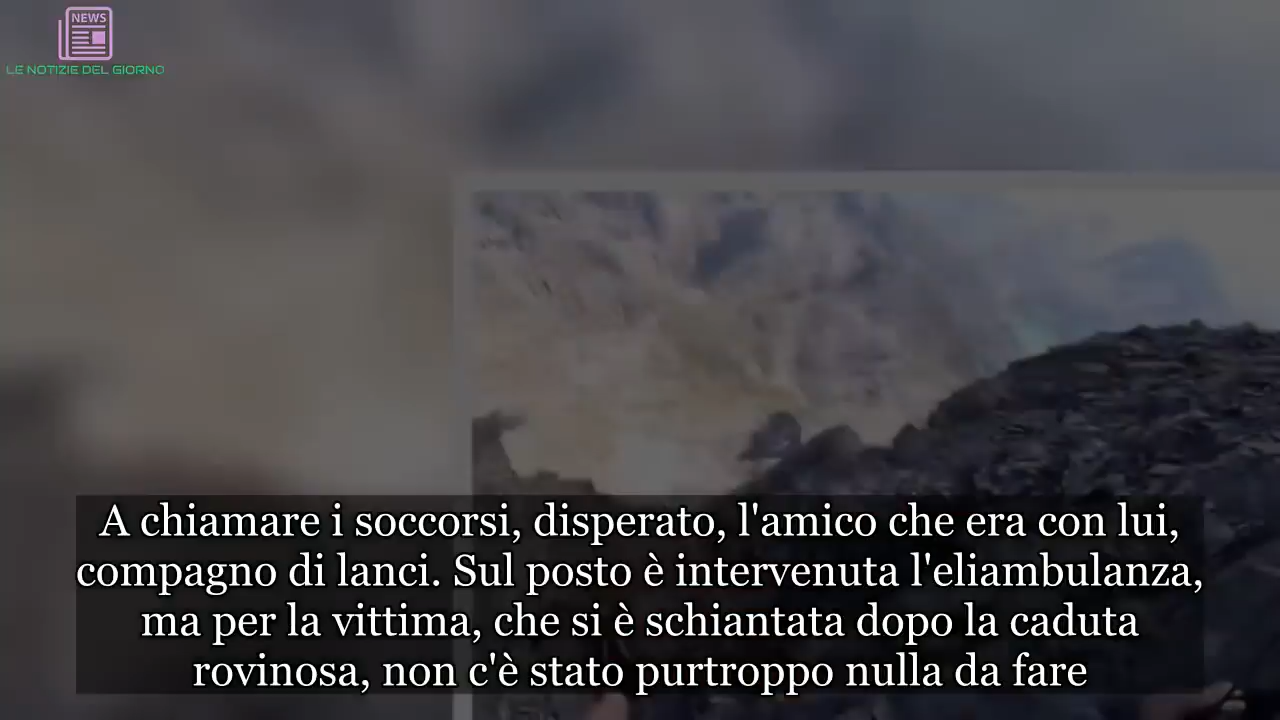 NEWS
LE NOTIZIE DEL GIORNO
A chiamare i soccorsi, disperato, l'amico che era con lui,
compagno di lanci. Sul posto è intervenuta l'eliambulanza,
ma per la vittima, che si è schiantata dopo la caduta
rovinosa, non c'è stato purtroppo nulla da fare